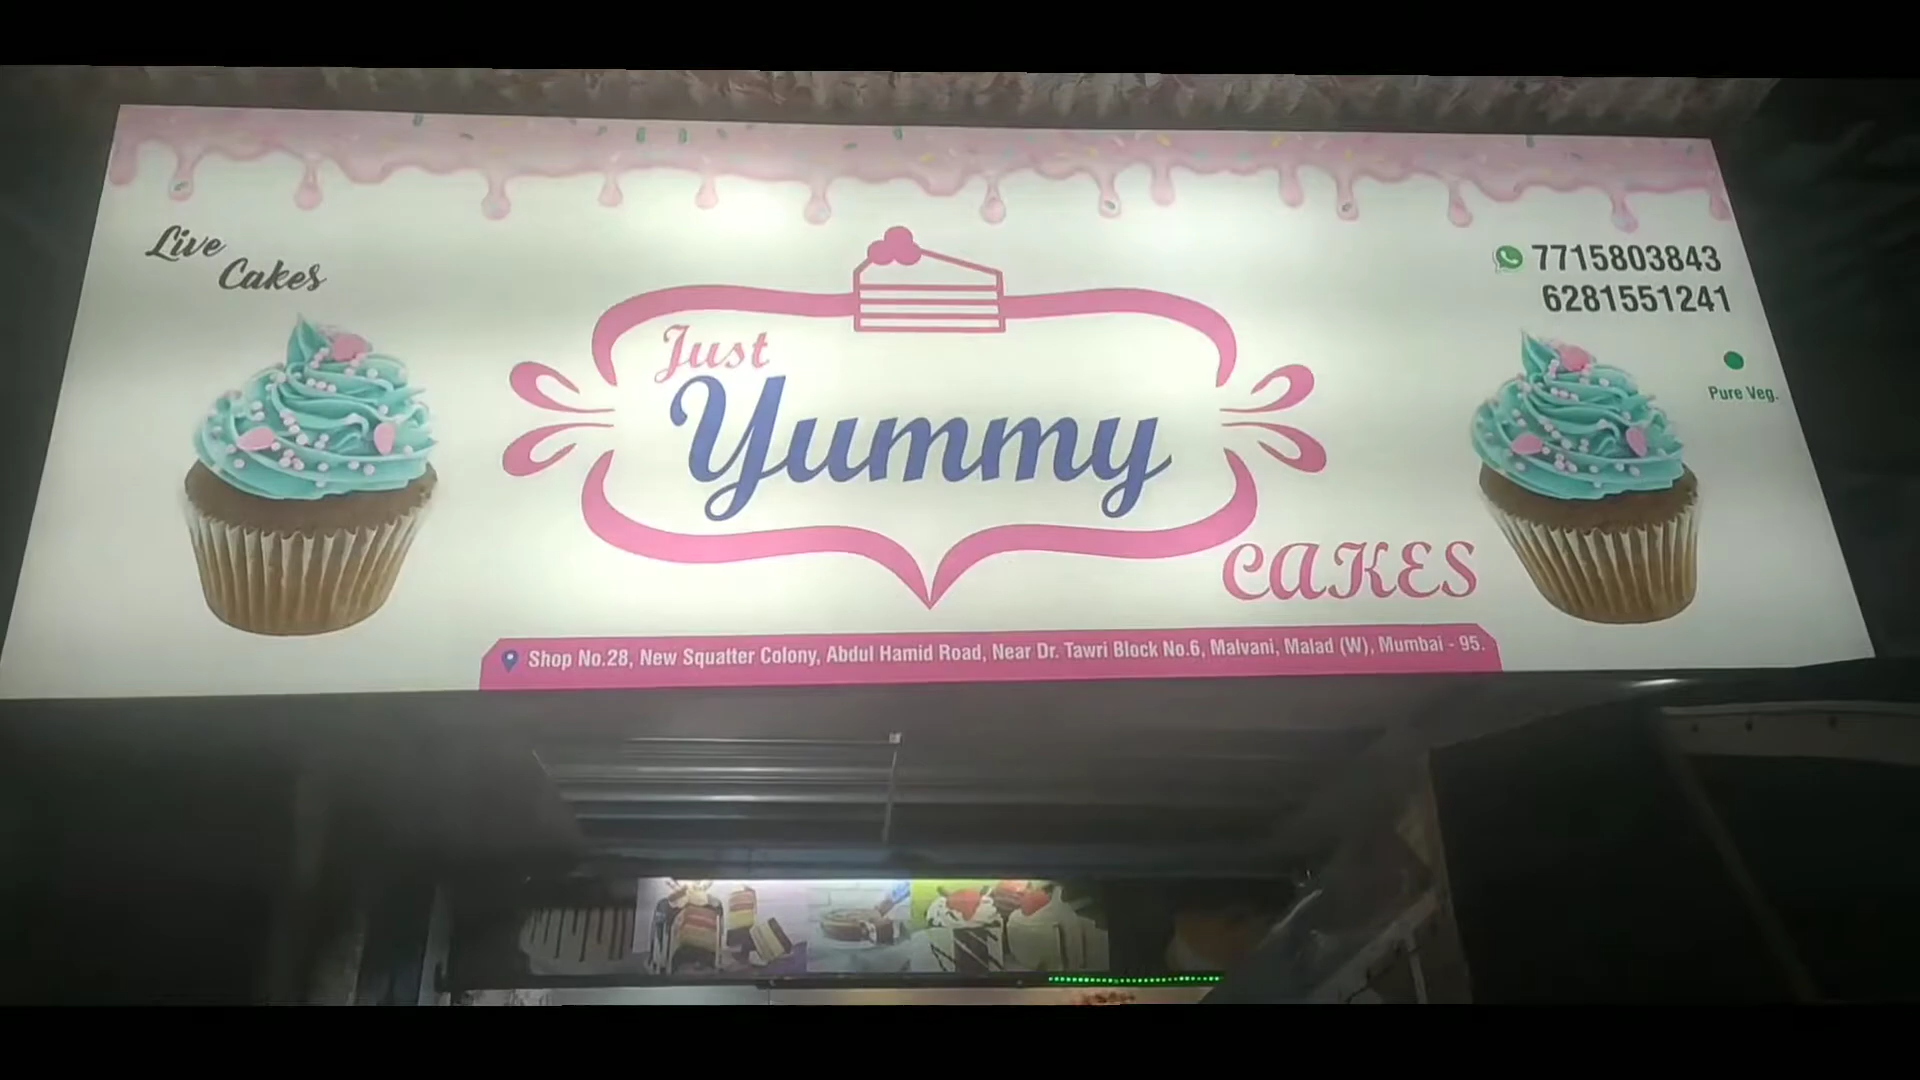 Live
Cakes
7715803843
6281551241
Pure Veg.
Just
Yummy
CAKES
Shop No.28, New Squatter Colony, Abdul Hamid Road, Near Dr. Tawri Block No.6, Malvani, Malad (W), Mumbai - 95.